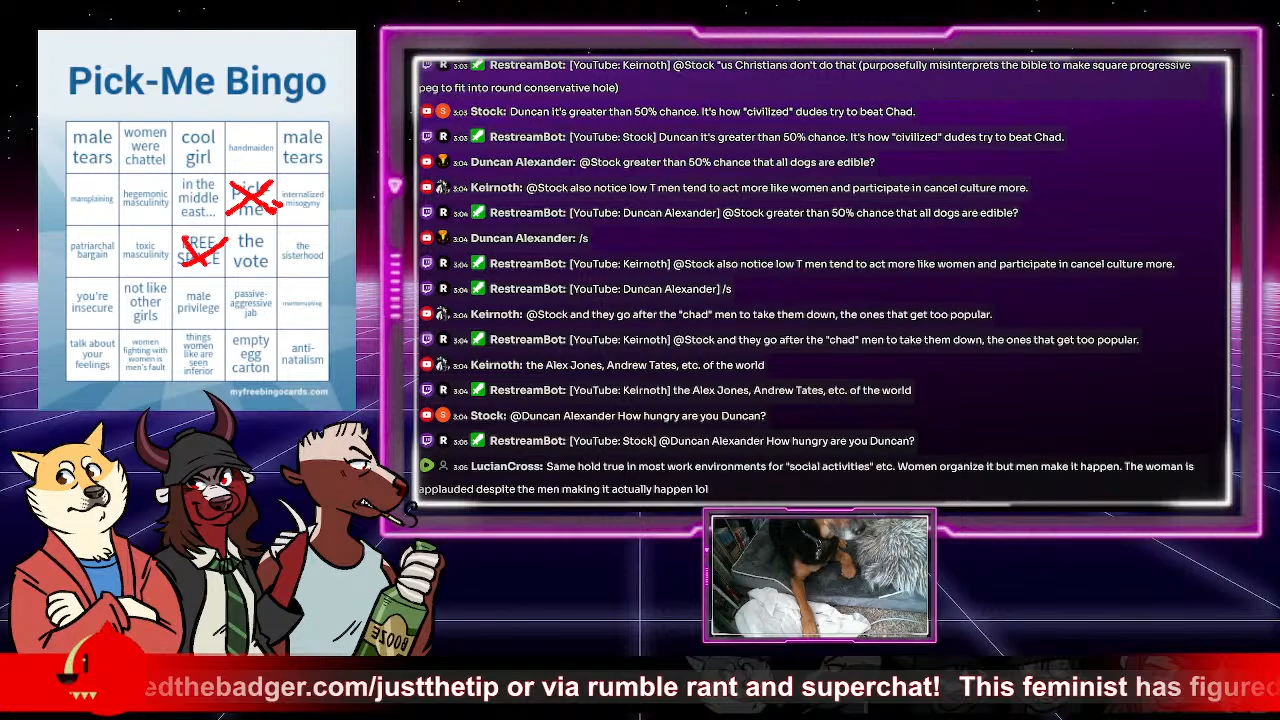 Pick-Me Bingo
male tears
women were chattel
cool girl
handmaiden
male tears
mansplaining
hegemonic masculinity
in the middle east...
pick me
internalized misogyny
patriarchal bargain
toxic masculinity
FREE SPACE
the vote
the sisterhood
you're insecure
not like other girls
male privilege
passive-aggressive jab
manterrupting
talk about your feelings
women fighting with women is men's fault
things women like are seen inferior
empty egg carton
anti-natalism
myfreebingocards.com
3:03 RestreamBot: [YouTube: Keirnoth] @Stock "us Christians don't do that (purposefully misinterprets the bible to make square progressive
peg to fit into round conservative hole)
S 3:03 Stock: Duncan it's greater than 50% chance. It's how "civilized" dudes try to beat Chad.
R 3:03 RestreamBot: [YouTube: Stock] Duncan it's greater than 50% chance. It's how "civilized" dudes try to beat Chad.
3:04 Duncan Alexander: @Stock greater than 50% chance that all dogs are edible?
3:04 Keirnoth: @Stock also notice low T men tend to act more like women and participate in cancel culture more.
R 3:04 RestreamBot: [YouTube: Duncan Alexander] @Stock greater than 50% chance that all dogs are edible?
3:04 Duncan Alexander: /s
R 3:04 RestreamBot: [YouTube: Keirnoth] @Stock also notice low T men tend to act more like women and participate in cancel culture more.
R 3:04 RestreamBot: [YouTube: Duncan Alexander] /s
3:04 Keirnoth: @Stock and they go after the "chad" men to take them down, the ones that get too popular.
R 3:04 RestreamBot: [YouTube: Keirnoth] @Stock and they go after the "chad" men to take them down, the ones that get too popular.
3:04 Keirnoth: the Alex Jones, Andrew Tates, etc. of the world
R 3:04 RestreamBot: [YouTube: Keirnoth] the Alex Jones, Andrew Tates, etc. of the world
S 3:04 Stock: @Duncan Alexander How hungry are you Duncan?
R 3:05 RestreamBot: [YouTube: Stock] @Duncan Alexander How hungry are you Duncan?
3:05 LucianCross: Same hold true in most work environments for "social activities" etc. Women organize it but men make it happen. The woman is
applauded despite the men making it actually happen lol
BOOZE
edthebadger.com/justthetip or via rumble rant and superchat! This feminist has figured